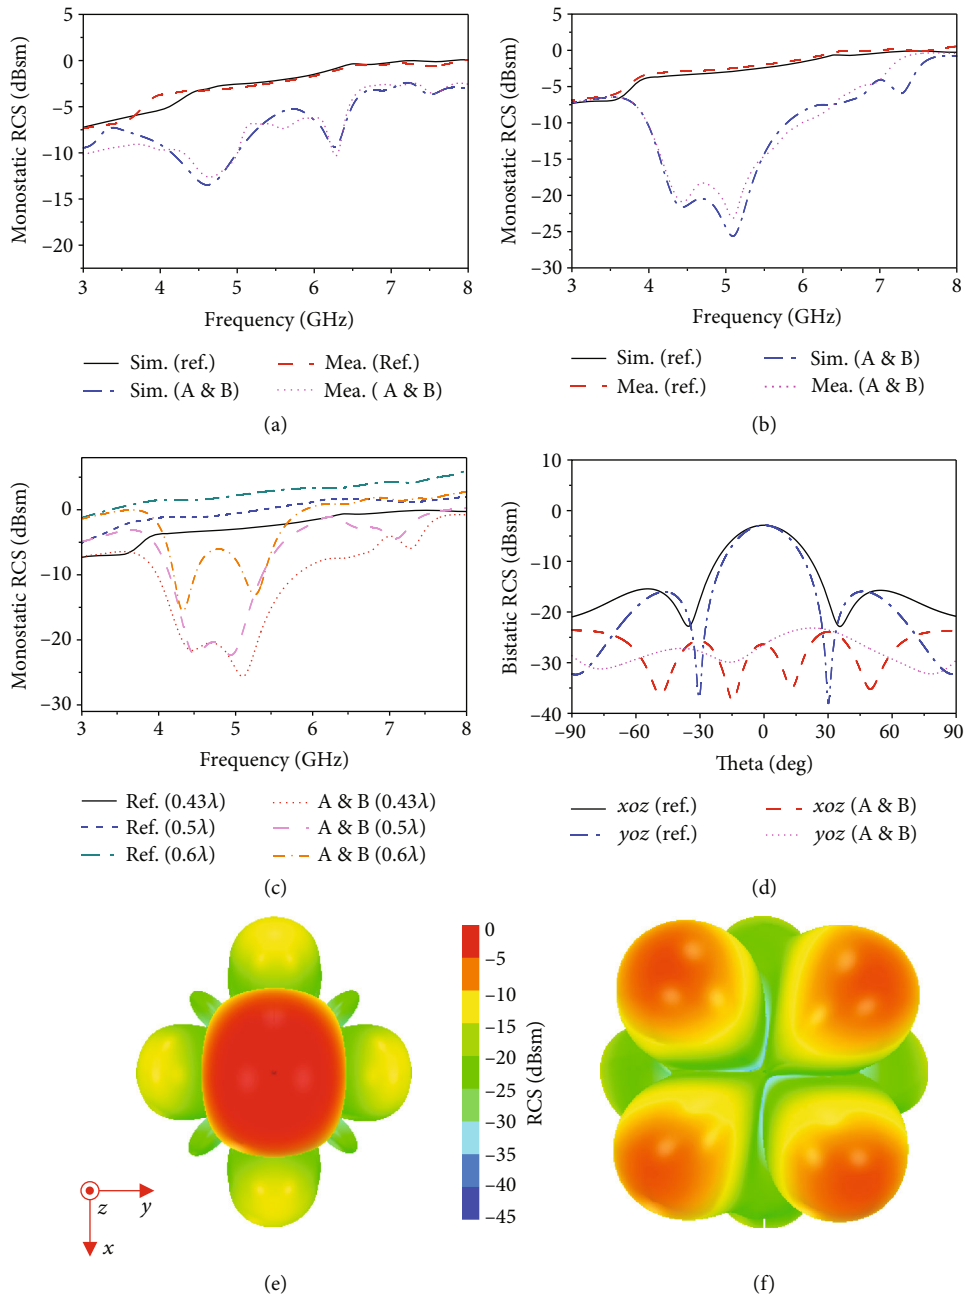 5
0
−5
−10
−15
−20
Monostatic RCS (dBsm)
3 4 5 6 7 8
Frequency (GHz)
Sim. (ref.) Mea. (Ref.)
Sim. (A & B) Mea. ( A & B)
(a)
5
0
−5
−10
−15
−20
−25
−30
Monostatic RCS (dBsm)
3 4 5 6 7 8
Frequency (GHz)
Sim. (ref.) Sim. (A & B)
Mea. (ref.) Mea. (A & B)
(b)
0
−10
−20
−30
Monostatic RCS (dBsm)
3 4 5 6 7 8
Frequency (GHz)
Ref. (0.43λ) A & B (0.43λ)
Ref. (0.5λ) A & B (0.5λ)
Ref. (0.6λ) A & B (0.6λ)
(c)
10
0
−10
−20
−30
−40
Bistatic RCS (dBsm)
−90 −60 −30 0 30 60 90
Theta (deg)
xoz (ref.) xoz (A & B)
yoz (ref.) yoz (A & B)
(d)
z y
x
(e)
0
−5
−10
−15
−20
−25
−30
−35
−40
−45
RCS (dBsm)
(f)